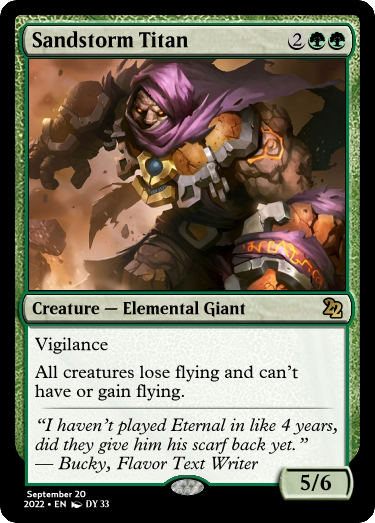 Sandstorm Titan 2
Creature — Elemental Giant 22
Vigilance
All creatures lose flying and can't
have or gain flying.
“I haven't played Eternal in like 4 years,
did they give him his scarf back yet.”
— Bucky, Flavor Text Writer
5/6
September 20
2022 • EN DY 33